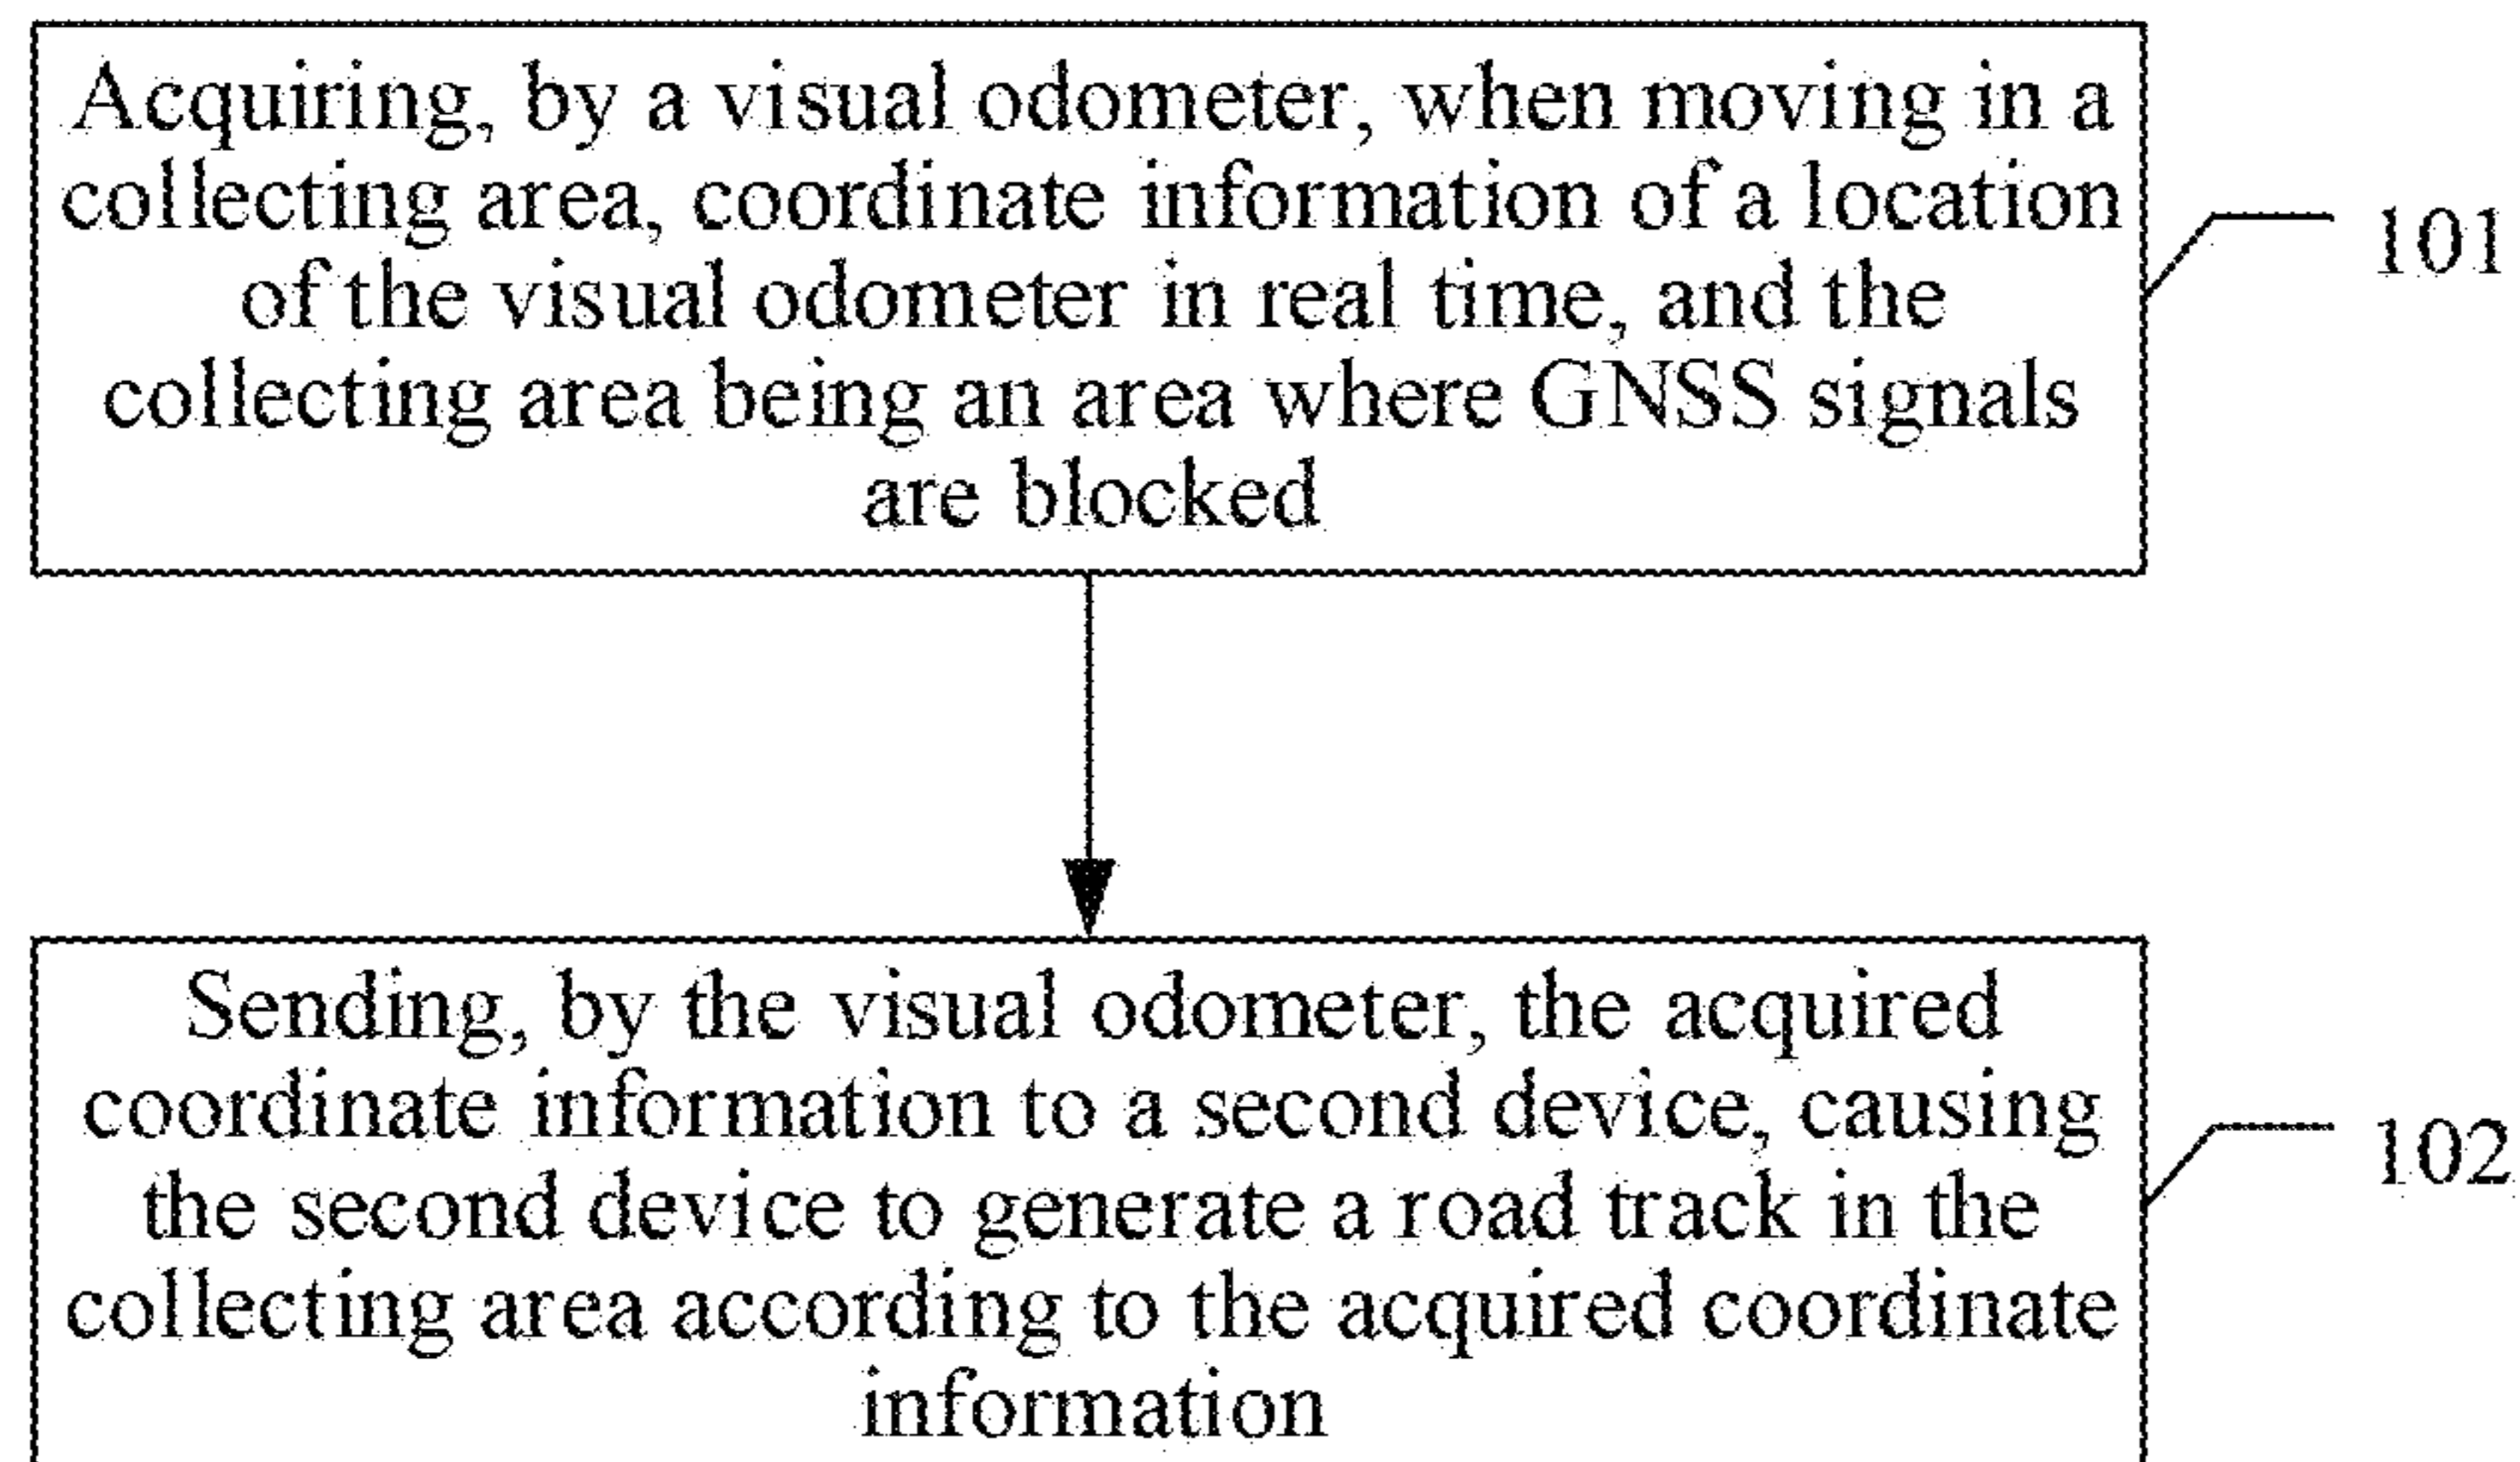 Acquiring, by a visual odometer, when moving in a
collecting area, coordinate information of a location
of the visual odometer in real time, and the
collecting area being an area where GNSS signals
are blocked
101
Sending, by the visual odometer, the acquired
coordinate information to a second device, causing
the second device to generate a road track in the
collecting area according to the acquired coordinate
information
102